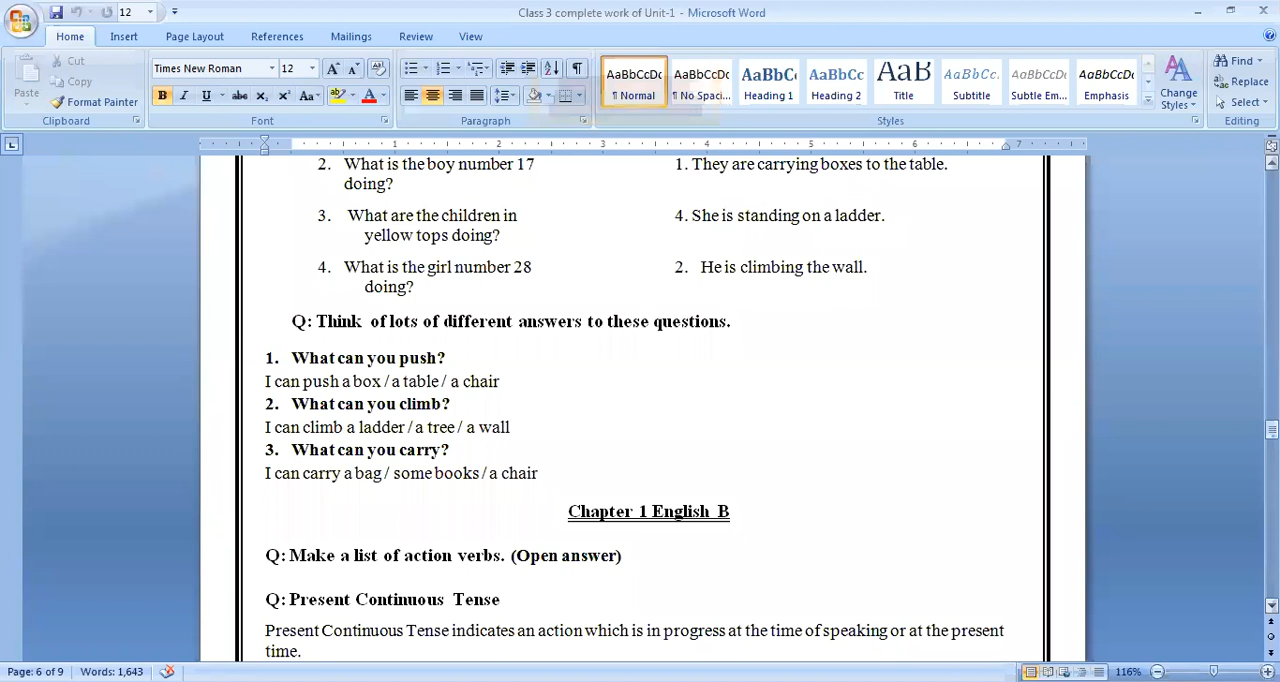 12
Class 3 complete work of Unit-1 - Microsoft Word
Home Insert Page Layout References Mailings Review View
Paste
Cut
Copy
Format Painter
Clipboard
Times New Roman 12
Font
Paragraph
AaBbCcDc AaBbCcDc AaBbC AaBbCc AaB AaBbCc. AaBbCcDc AaBbCcDc
¶ Normal ¶ No Spaci... Heading 1 Heading 2 Title Subtitle Subtle Em... Emphasis
Styles
Change
Styles
Find
Replace
Select
Editing
1 2 3 4 5 6 7
2. What is the boy number 17 1. They are carrying boxes to the table.
doing?
3. What are the children in 4. She is standing on a ladder.
yellow tops doing?
4. What is the girl number 28 2. He is climbing the wall.
doing?
Q: Think of lots of different answers to these questions.
1. What can you push?
I can push a box / a table / a chair
2. What can you climb?
I can climb a ladder / a tree / a wall
3. What can you carry?
I can carry a bag / some books / a chair
Chapter 1 English B
Q: Make a list of action verbs. (Open answer)
Q: Present Continuous Tense
Present Continuous Tense indicates an action which is in progress at the time of speaking or at the present
time.
Page: 6 of 9 Words: 1,643 116%